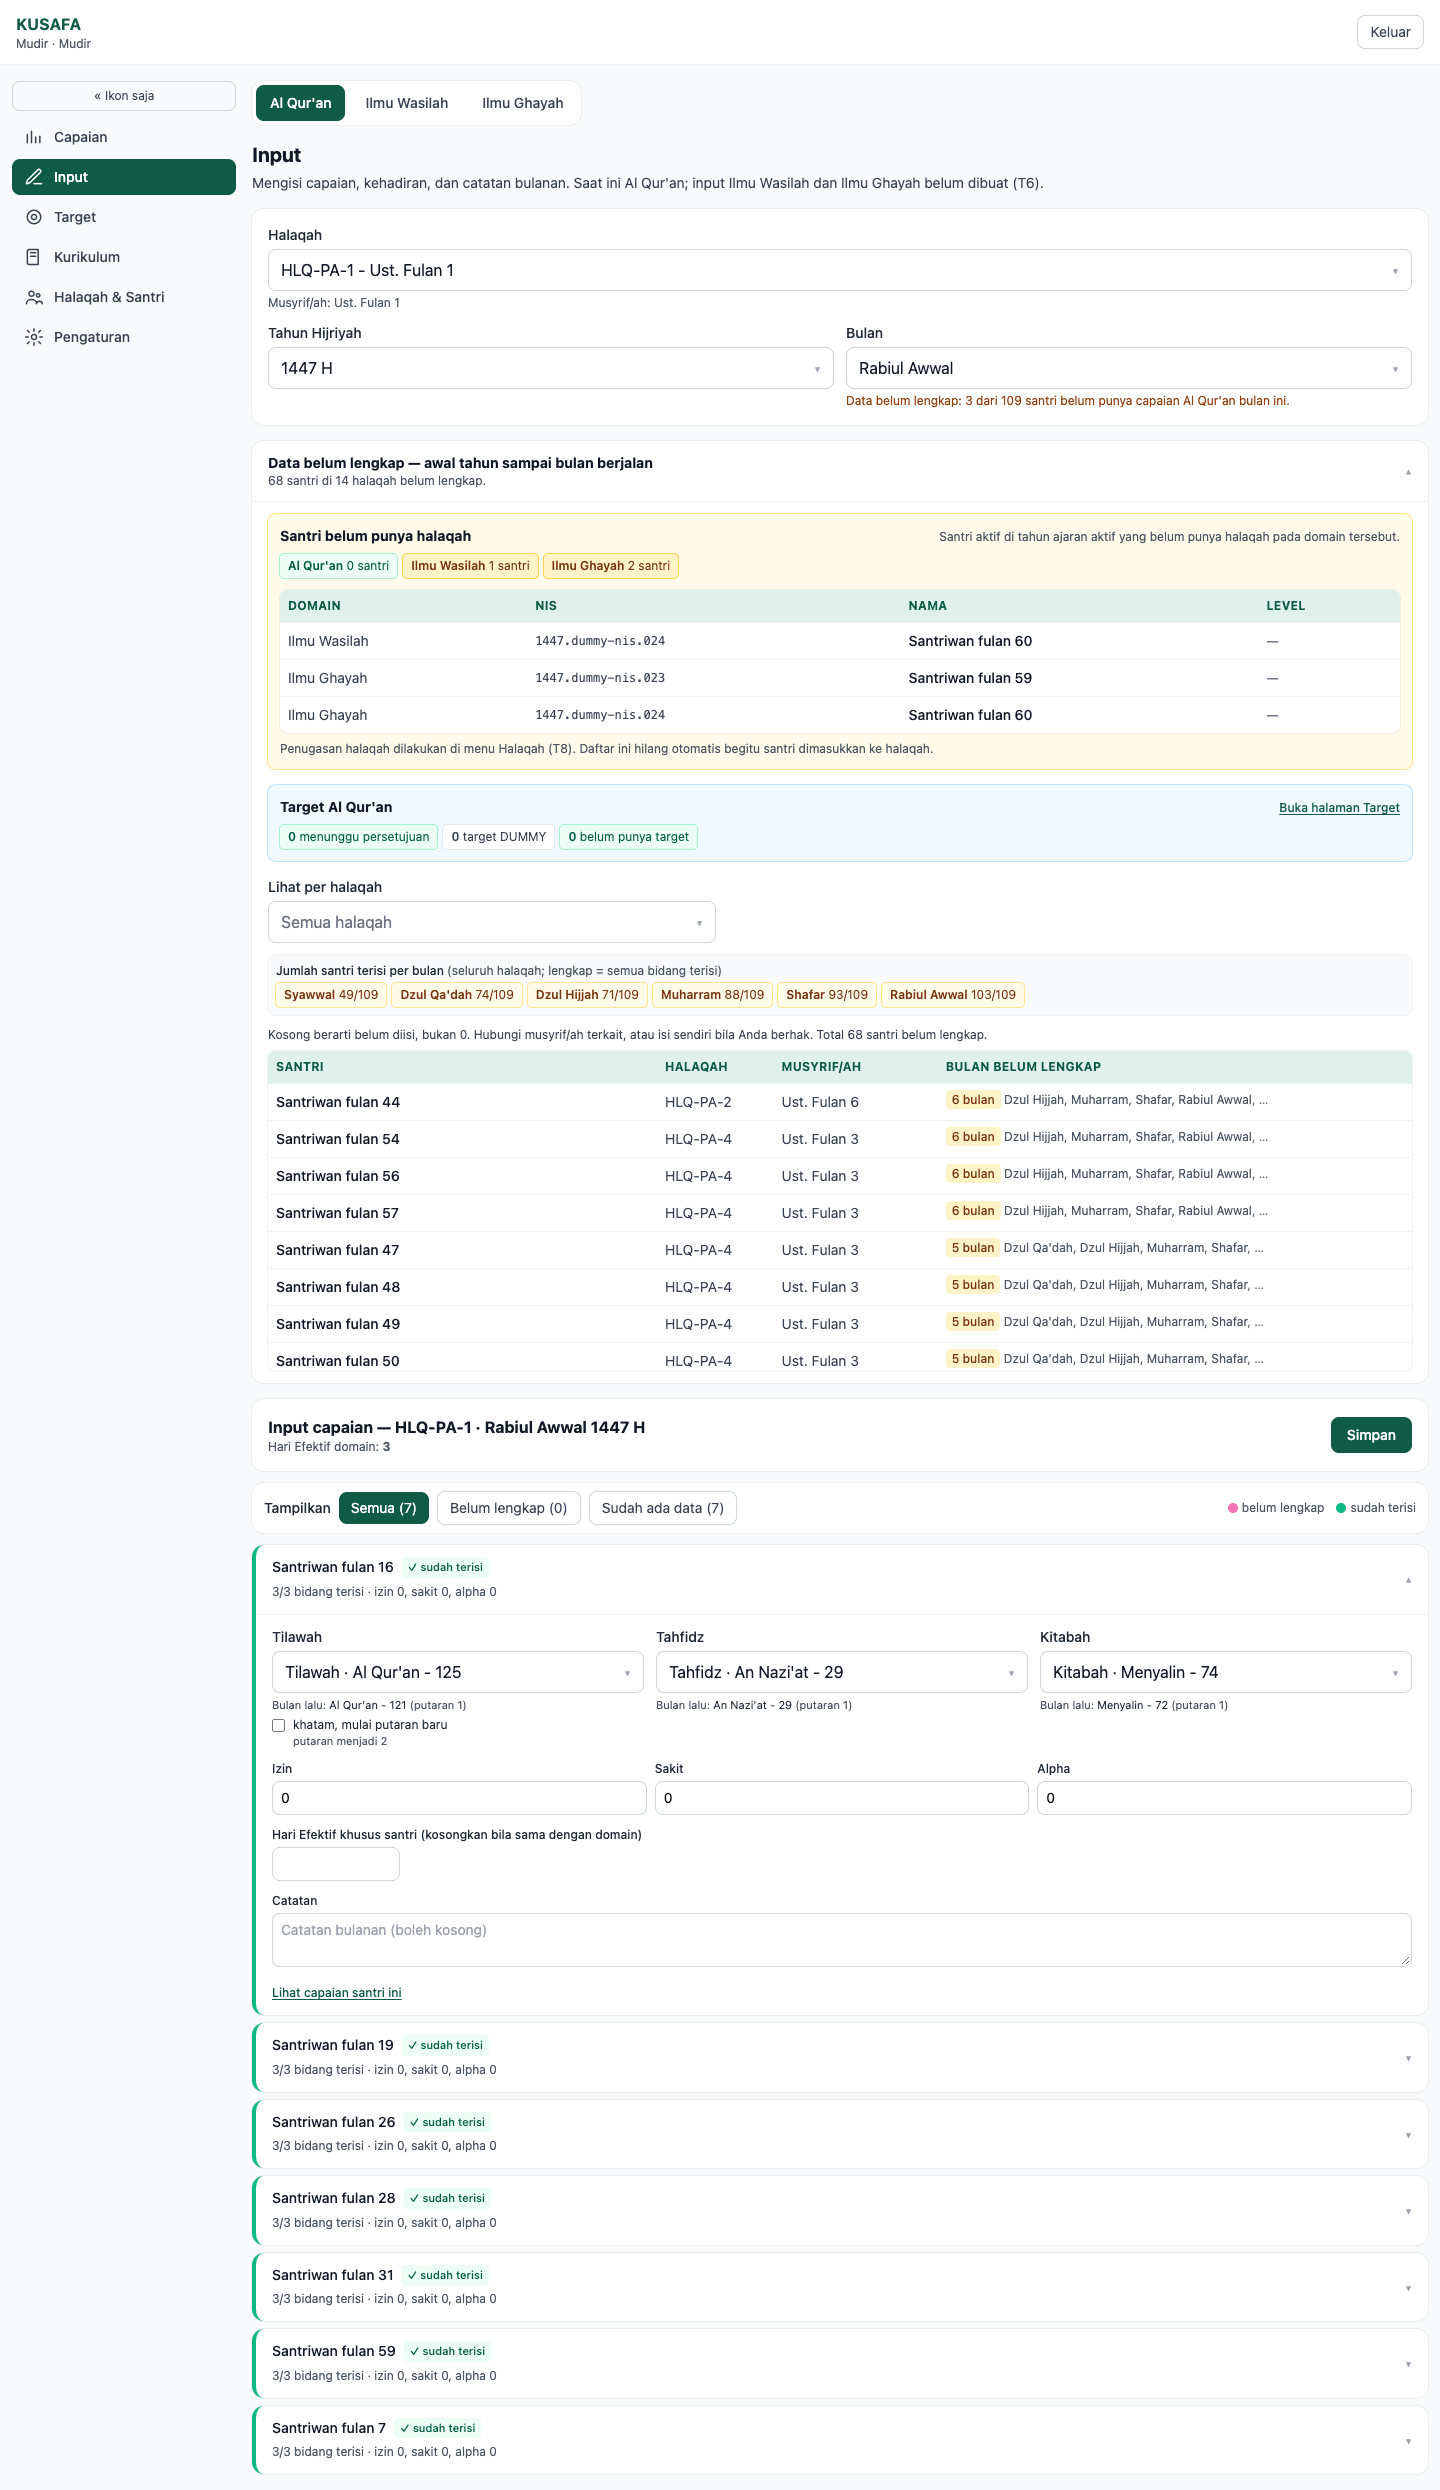 KUSAFA
Mudir · Mudir
Keluar
« Ikon saja
Capaian
Input
Target
Kurikulum
Halaqah & Santri
Pengaturan
Al Qur'an Ilmu Wasilah Ilmu Ghayah
Input
Mengisi capaian, kehadiran, dan catatan bulanan. Saat ini Al Qur'an; input Ilmu Wasilah dan Ilmu Ghayah belum dibuat (T6).
Halaqah
HLQ-PA-1 - Ust. Fulan 1
Musyrif/ah: Ust. Fulan 1
Tahun Hijriyah Bulan
1447 H Rabiul Awwal
Data belum lengkap: 3 dari 109 santri belum punya capaian Al Qur'an bulan ini.
Data belum lengkap — awal tahun sampai bulan berjalan
68 santri di 14 halaqah belum lengkap.
Santri belum punya halaqah Santri aktif di tahun ajaran aktif yang belum punya halaqah pada domain tersebut.
Al Qur'an 0 santri Ilmu Wasilah 1 santri Ilmu Ghayah 2 santri
DOMAIN NIS NAMA LEVEL
Ilmu Wasilah 1447.dummy-nis.024 Santriwan fulan 60 —
Ilmu Ghayah 1447.dummy-nis.023 Santriwan fulan 59 —
Ilmu Ghayah 1447.dummy-nis.024 Santriwan fulan 60 —
Penugasan halaqah dilakukan di menu Halaqah (T8). Daftar ini hilang otomatis begitu santri dimasukkan ke halaqah.
Target Al Qur'an Buka halaman Target
0 menunggu persetujuan 0 target DUMMY 0 belum punya target
Lihat per halaqah
Semua halaqah
Jumlah santri terisi per bulan (seluruh halaqah; lengkap = semua bidang terisi)
Syawwal 49/109 Dzul Qa'dah 74/109 Dzul Hijjah 71/109 Muharram 88/109 Shafar 93/109 Rabiul Awwal 103/109
Kosong berarti belum diisi, bukan 0. Hubungi musyrif/ah terkait, atau isi sendiri bila Anda berhak. Total 68 santri belum lengkap.
SANTRI HALAQAH MUSYRIF/AH BULAN BELUM LENGKAP
Santriwan fulan 44 HLQ-PA-2 Ust. Fulan 6 6 bulan Dzul Hijjah, Muharram, Shafar, Rabiul Awwal, ...
Santriwan fulan 54 HLQ-PA-4 Ust. Fulan 3 6 bulan Dzul Hijjah, Muharram, Shafar, Rabiul Awwal, ...
Santriwan fulan 56 HLQ-PA-4 Ust. Fulan 3 6 bulan Dzul Hijjah, Muharram, Shafar, Rabiul Awwal, ...
Santriwan fulan 57 HLQ-PA-4 Ust. Fulan 3 6 bulan Dzul Hijjah, Muharram, Shafar, Rabiul Awwal, ...
Santriwan fulan 47 HLQ-PA-4 Ust. Fulan 3 5 bulan Dzul Qa'dah, Dzul Hijjah, Muharram, Shafar, ...
Santriwan fulan 48 HLQ-PA-4 Ust. Fulan 3 5 bulan Dzul Qa'dah, Dzul Hijjah, Muharram, Shafar, ...
Santriwan fulan 49 HLQ-PA-4 Ust. Fulan 3 5 bulan Dzul Qa'dah, Dzul Hijjah, Muharram, Shafar, ...
Santriwan fulan 50 HLQ-PA-4 Ust. Fulan 3 5 bulan Dzul Qa'dah, Dzul Hijjah, Muharram, Shafar, ...
Input capaian — HLQ-PA-1 · Rabiul Awwal 1447 H
Hari Efektif domain: 3
Simpan
Tampilkan Semua (7) Belum lengkap (0) Sudah ada data (7) belum lengkap sudah terisi
Santriwan fulan 16 ✓ sudah terisi
3/3 bidang terisi · izin 0, sakit 0, alpha 0
Tilawah Tahfidz Kitabah
Tilawah · Al Qur'an - 125 Tahfidz · An Nazi'at - 29 Kitabah · Menyalin - 74
Bulan lalu: Al Qur'an - 121 (putaran 1) Bulan lalu: An Nazi'at - 29 (putaran 1) Bulan lalu: Menyalin - 72 (putaran 1)
khatam, mulai putaran baru
putaran menjadi 2
Izin Sakit Alpha
0 0 0
Hari Efektif khusus santri (kosongkan bila sama dengan domain)
Catatan
Catatan bulanan (boleh kosong)
Lihat capaian santri ini
Santriwan fulan 19 ✓ sudah terisi
3/3 bidang terisi · izin 0, sakit 0, alpha 0
Santriwan fulan 26 ✓ sudah terisi
3/3 bidang terisi · izin 0, sakit 0, alpha 0
Santriwan fulan 28 ✓ sudah terisi
3/3 bidang terisi · izin 0, sakit 0, alpha 0
Santriwan fulan 31 ✓ sudah terisi
3/3 bidang terisi · izin 0, sakit 0, alpha 0
Santriwan fulan 59 ✓ sudah terisi
3/3 bidang terisi · izin 0, sakit 0, alpha 0
Santriwan fulan 7 ✓ sudah terisi
3/3 bidang terisi · izin 0, sakit 0, alpha 0